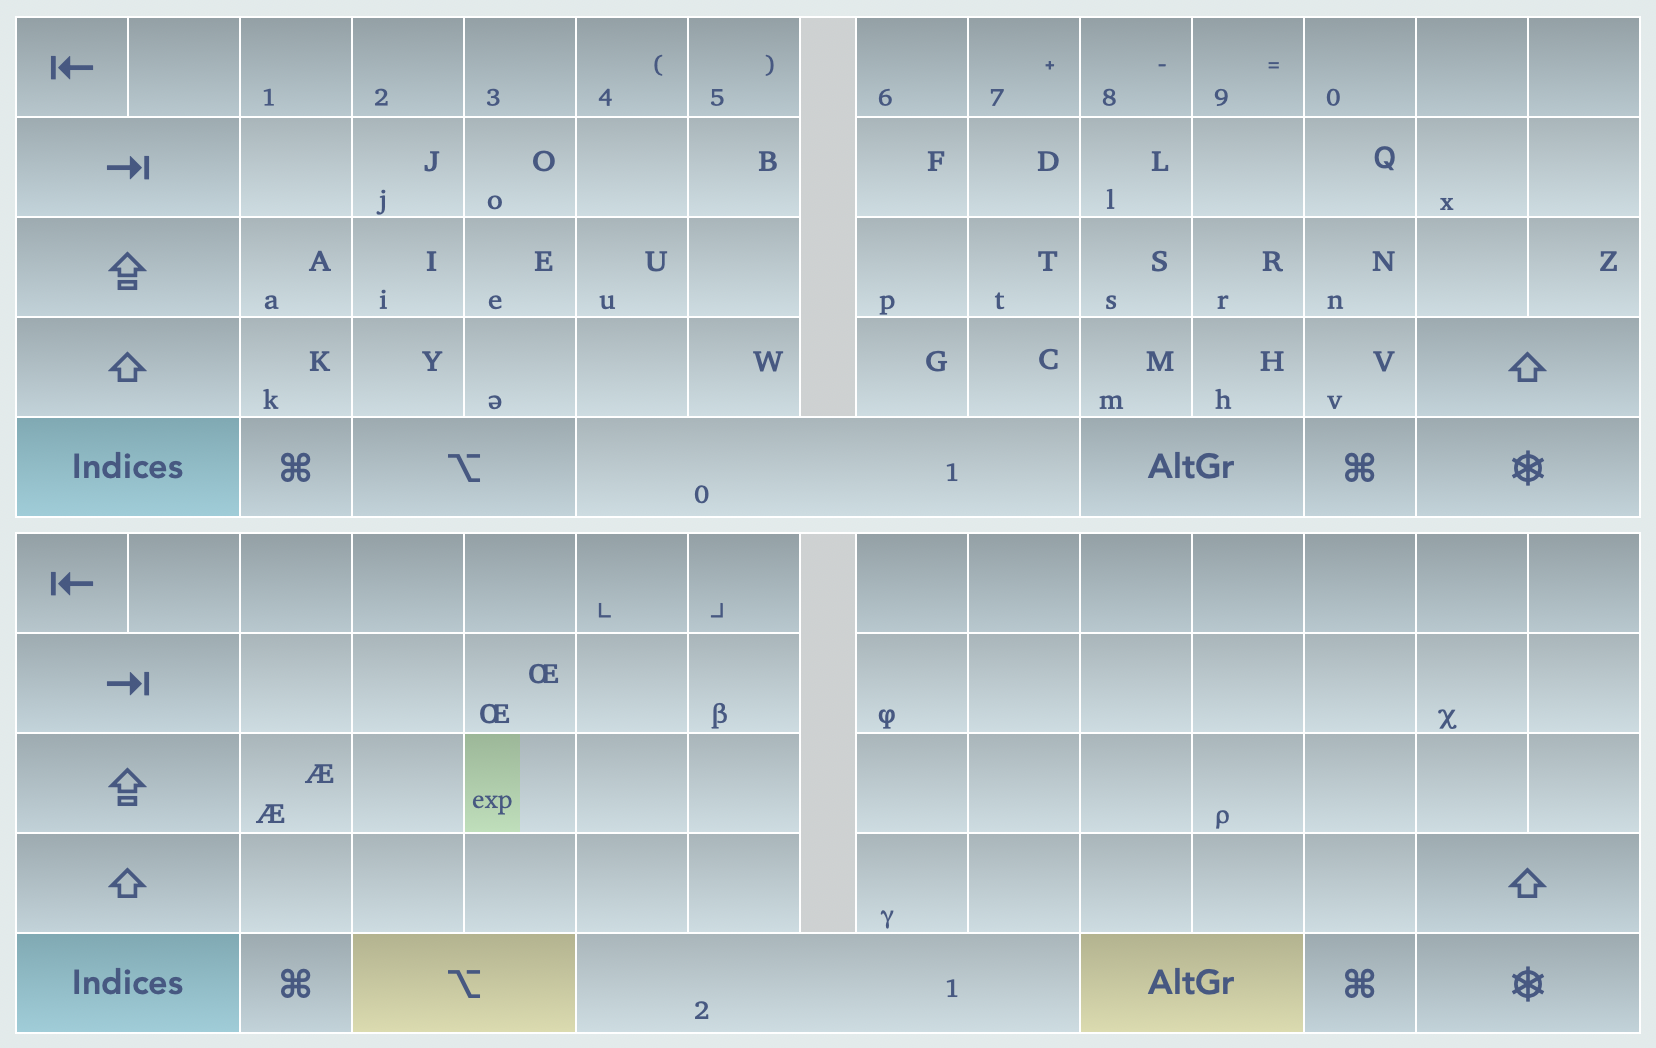 ( ) + - =
1 2 3 4 5 6 7 8 9 0
J O B F D L Q
j o l x
A I E U T S R N Z
a i e u p t s r n
K Y W G C M H V
k ə m h v
Indices ⌘ ⌥ 0 1 AltGr ⌘
⌞ ⌟
Œ
Œ β φ χ
Æ
Æ exp ρ
γ
Indices ⌘ ⌥ 2 1 AltGr ⌘